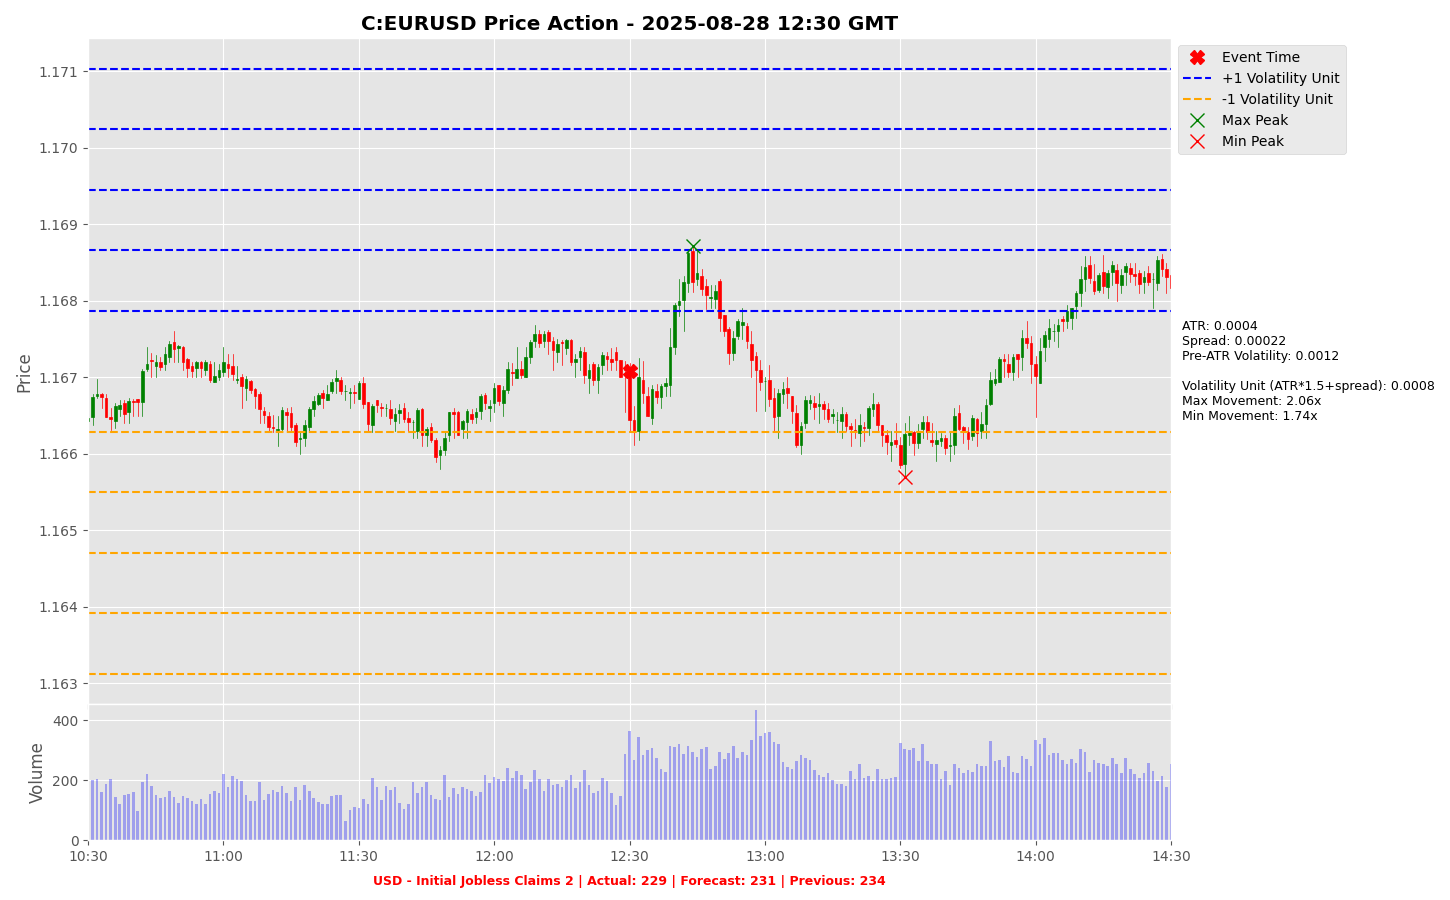 C:EURUSD Price Action - 2025-08-28 12:30 GMT
Event Time
+1 Volatility Unit
-1 Volatility Unit
Max Peak
Min Peak
Price
1.171
1.170
1.169
1.168
1.167
1.166
1.165
1.164
1.163
ATR: 0.0004
Spread: 0.00022
Pre-ATR Volatility: 0.0012
Volatility Unit (ATR*1.5+spread): 0.0008
Max Movement: 2.06x
Min Movement: 1.74x
Volume
400
200
0
10:30 11:00 11:30 12:00 12:30 13:00 13:30 14:00 14:30
USD - Initial Jobless Claims 2 | Actual: 229 | Forecast: 231 | Previous: 234